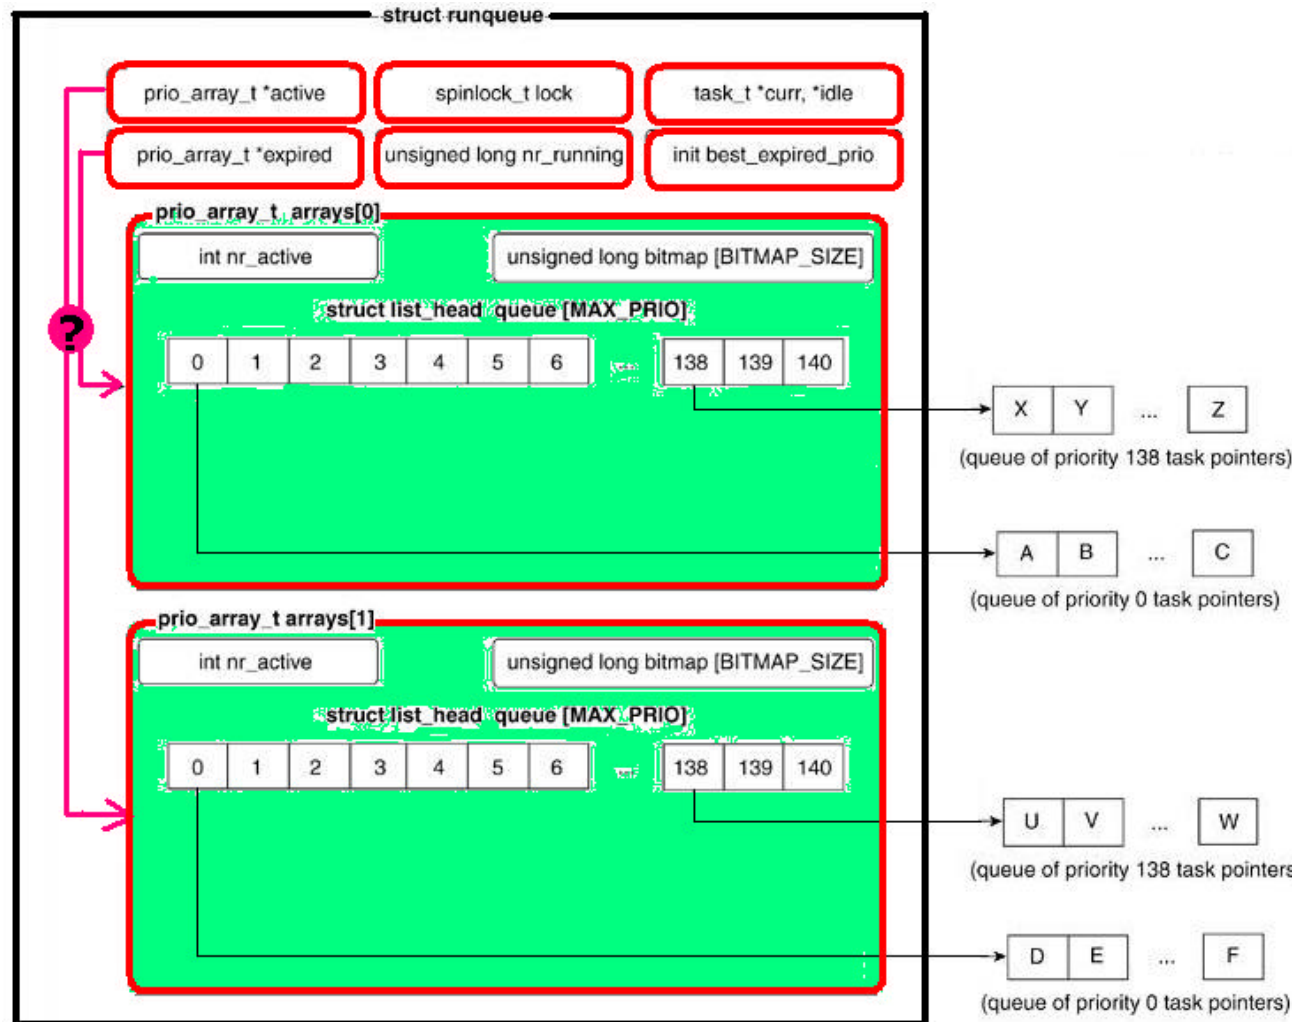 struct runqueue
prio_array_t *active
spinlock_t lock
task_t *curr, *idle
prio_array_t *expired
unsigned long nr_running
init best_expired_prio
prio_array_t arrays[0]
int nr_active
unsigned long bitmap [BITMAP_SIZE]
struct list_head queue [MAX_PRIO]
?
0 1 2 3 4 5 6 ... 138 139 140
X Y ... Z
(queue of priority 138 task pointers)
A B ... C
(queue of priority 0 task pointers)
prio_array_t arrays[1]
int nr_active
unsigned long bitmap [BITMAP_SIZE]
struct list_head queue [MAX_PRIO]
0 1 2 3 4 5 6 ... 138 139 140
U V ... W
(queue of priority 138 task pointers
D E ... F
(queue of priority 0 task pointers)